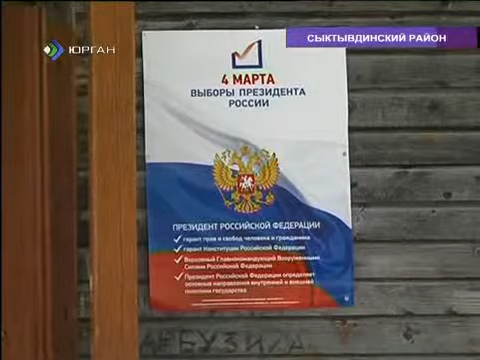 ЮРГАН
СЫКТЫВДИНСКИЙ РАЙОН
4 МАРТА
ВЫБОРЫ ПРЕЗИДЕНТА
РОССИИ
ПРЕЗИДЕНТ РОССИЙСКОЙ ФЕДЕРАЦИИ
гарант прав и свобод человека и гражданина
гарант Конституции Российской Федерации
Верховный Главнокомандующий Вооруженными
Силами Российской Федерации
Президент Российской Федерации определяет
основные направления внутренней и внешней
политики государства